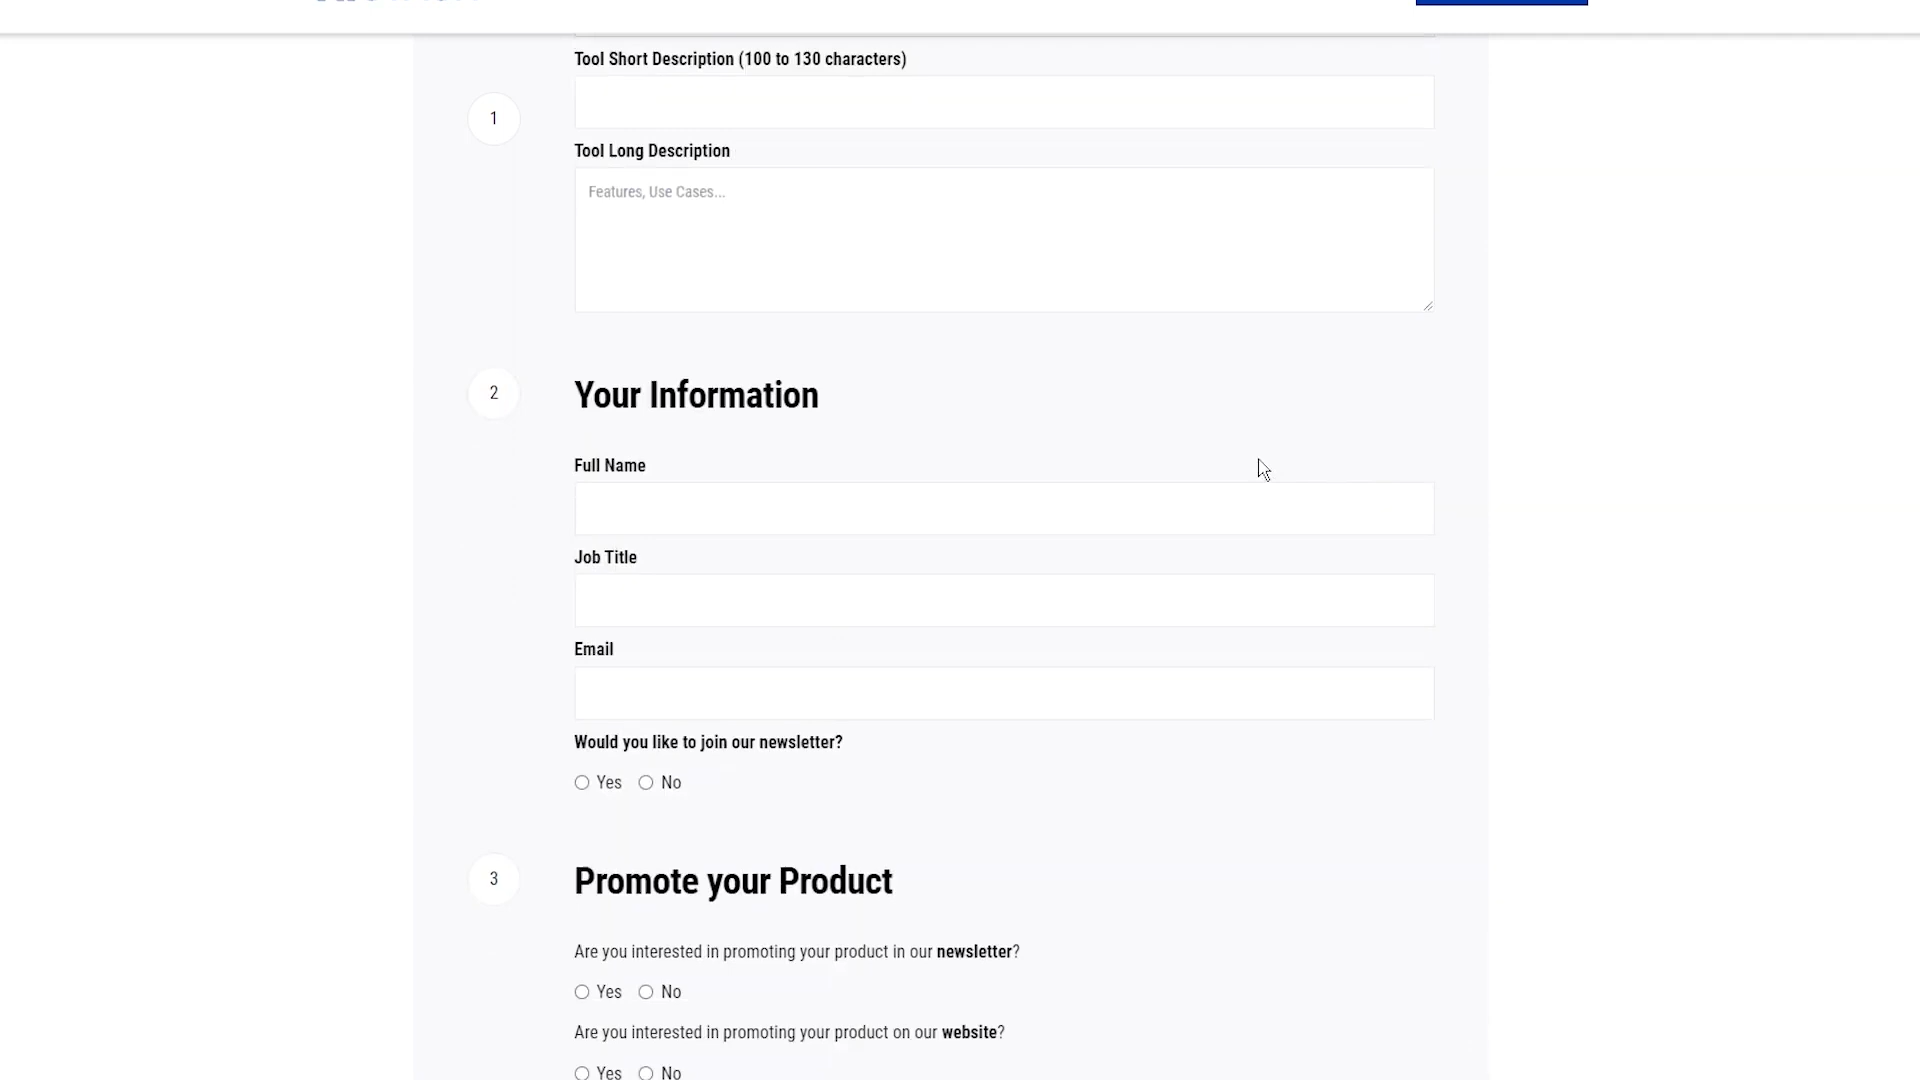 Tool Short Description (100 to 130 characters)
1
Tool Long Description
Features, Use Cases...
2
Your Information
Full Name
Job Title
Email
Would you like to join our newsletter?
Yes No
3
Promote your Product
Are you interested in promoting your product in our newsletter?
Yes No
Are you interested in promoting your product on our website?
Yes No